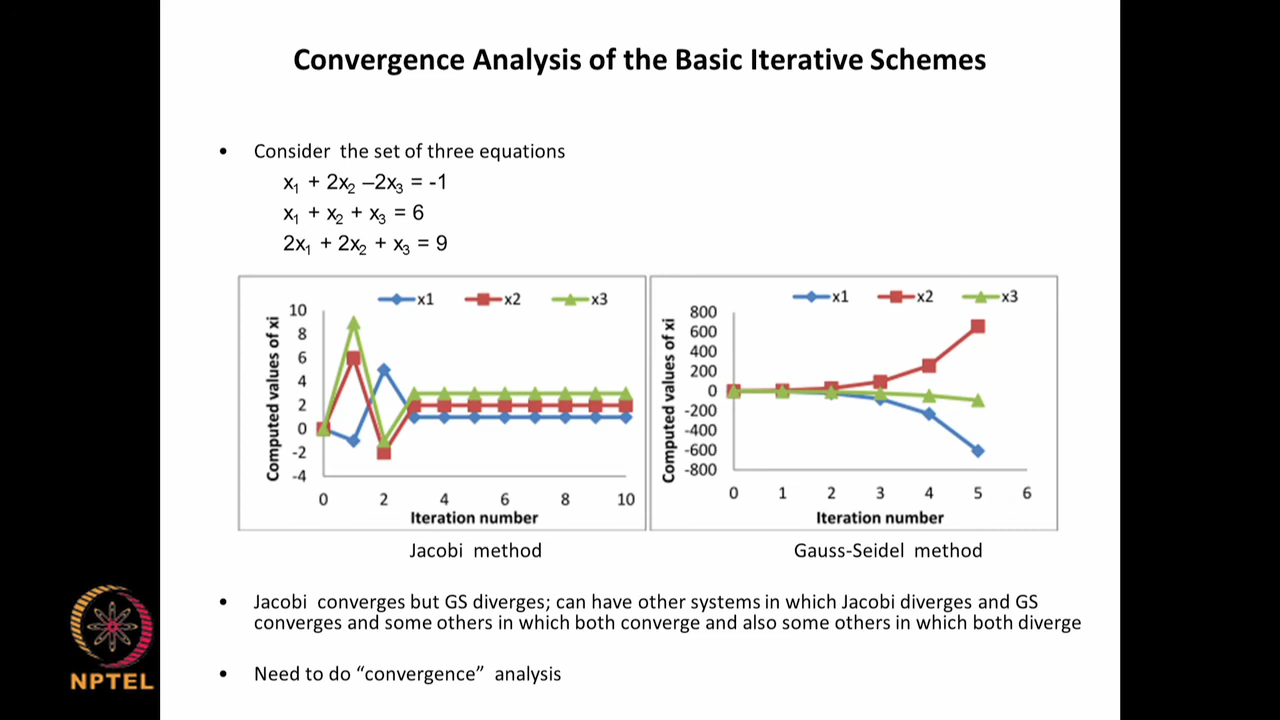 Convergence Analysis of the Basic Iterative Schemes
• Consider the set of three equations
x₁ + 2x₂ –2x₃ = -1
x₁ + x₂ + x₃ = 6
2x₁ + 2x₂ + x₃ = 9
x1 x2 x3
10
8
6
4
2
0
-2
-4
Computed values of xi
0 2 4 6 8 10
Iteration number
x1 x2 x3
800
600
400
200
0
-200
-400
-600
-800
Computed values of xi
0 1 2 3 4 5 6
Iteration number
Jacobi method
Gauss-Seidel method
• Jacobi converges but GS diverges; can have other systems in which Jacobi diverges and GS
converges and some others in which both converge and also some others in which both diverge
• Need to do “convergence” analysis
NPTEL